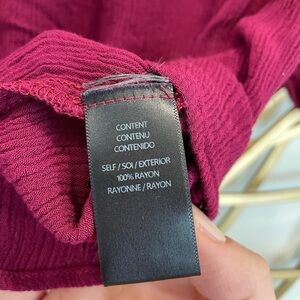 CONTENT
CONTENU
CONTENIDO
SELF / SOI / EXTERIOR
100% RAYON
RAYONNE / RAYON